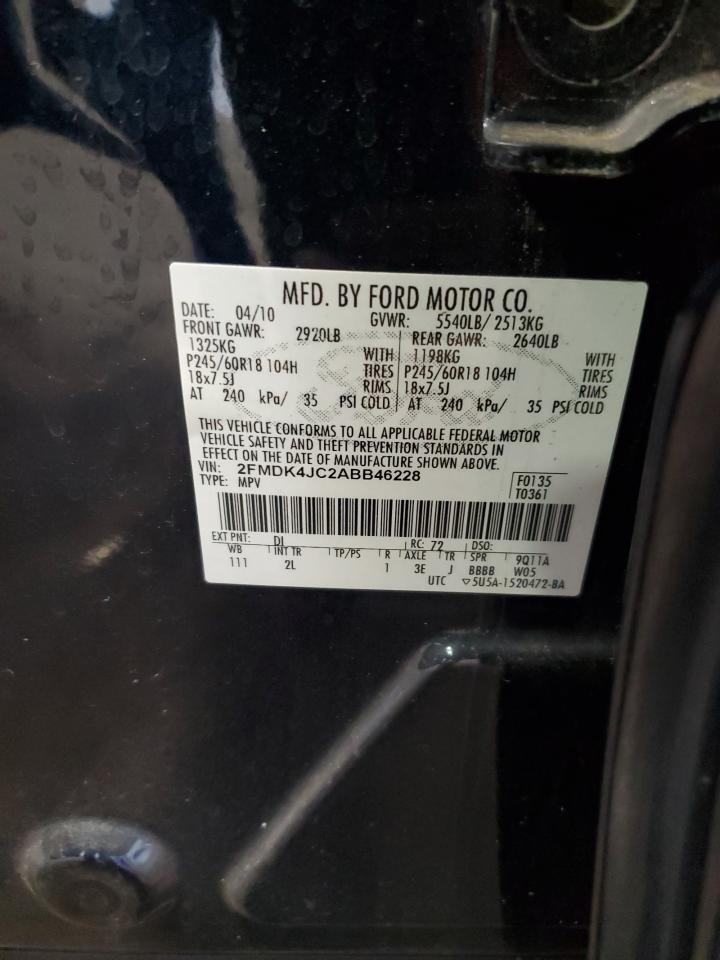 MFD. BY FORD MOTOR CO.
DATE: 04/10 GVWR: 5540LB/ 2513KG
FRONT GAWR: 2920LB REAR GAWR: 2640LB
1325KG WITH 1198KG WITH
P245/60R18 104H TIRES P245/60R18 104H TIRES
18x7.5J RIMS 18x7.5J RIMS
AT 240 kPa/ 35 PSI COLD AT 240 kPa/ 35 PSI COLD
THIS VEHICLE CONFORMS TO ALL APPLICABLE FEDERAL MOTOR
VEHICLE SAFETY AND THEFT PREVENTION STANDARDS IN
EFFECT ON THE DATE OF MANUFACTURE SHOWN ABOVE.
VIN: 2FMDK4JC2ABB46228 F0135
TYPE: MPV T0361
EXT PNT: DI RC: 72 DSO:
WB INT TR TP/PS R AXLE TR SPR 9Q11A
111 2L 1 3E J BBBB W05
UTC ▽5U5A-1520472-BA